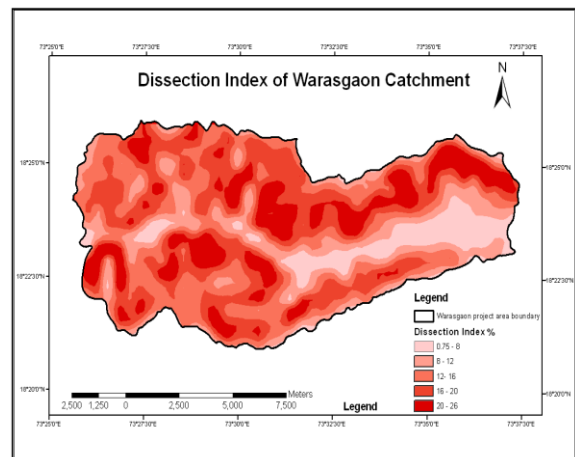 73°25'0"E 73°27'30"E 73°30'0"E 73°32'30"E 73°35'0"E 73°37'30"E
Dissection Index of Warasgaon Catchment
N
18°25'0"N 18°25'0"N
18°22'30"N 18°22'30"N
18°20'0"N 18°20'0"N
Legend
Warasgaon project area boundary
Dissection Index %
0.75 - 8
8 - 12
12- 16
16 - 20
20 - 26
Meters
2,500 1,250 0 2,500 5,000 7,500
Legend
73°25'0"E 73°27'30"E 73°30'0"E 73°32'30"E 73°35'0"E 73°37'30"E